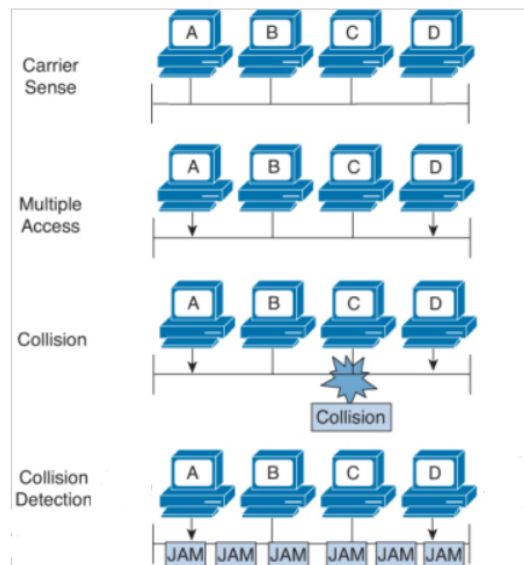 A B C D
Carrier
Sense
A B C D
Multiple
Access
A B C D
Collision
Collision
A B C D
Collision
Detection
JAM JAM JAM JAM JAM JAM